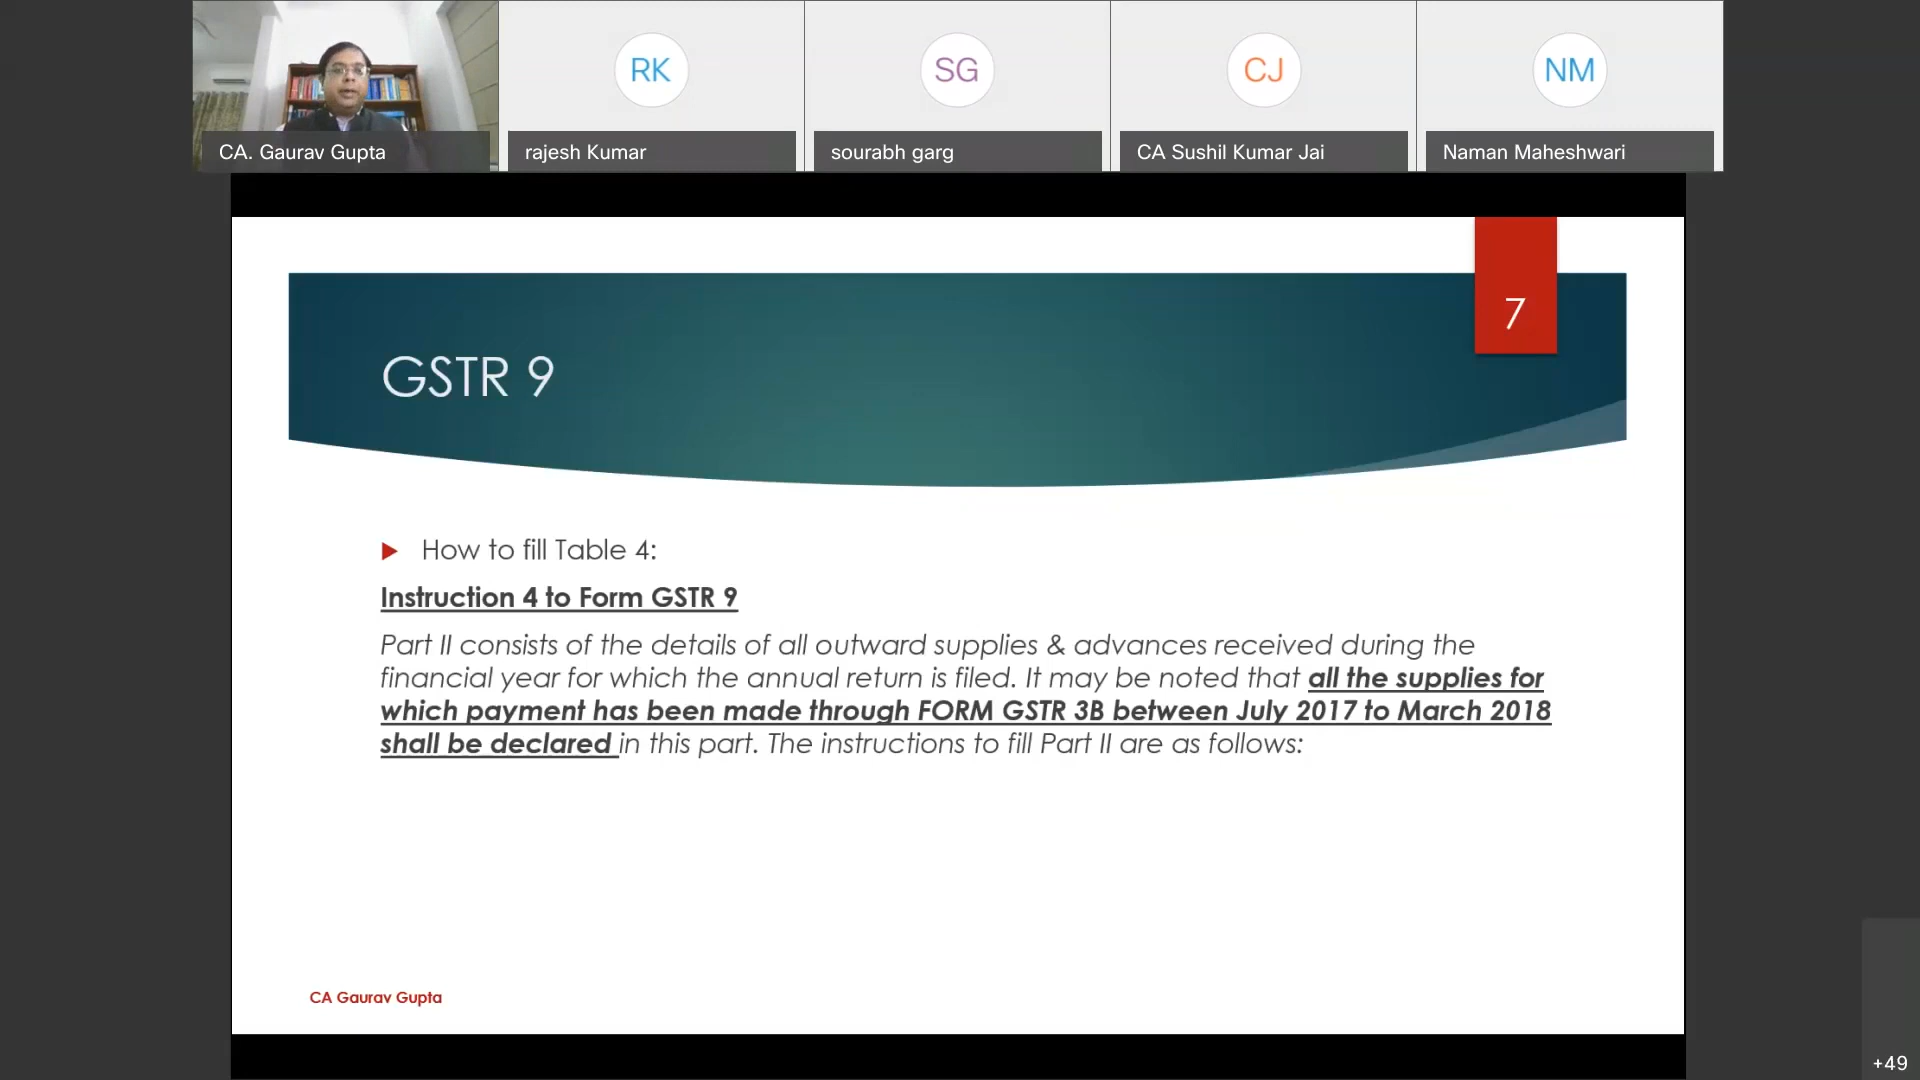 RK
SG
CJ
NM
CA. Gaurav Gupta
rajesh Kumar
sourabh garg
CA Sushil Kumar Jai
Naman Maheshwari
7
GSTR 9
How to fill Table 4:
Instruction 4 to Form GSTR 9
Part II consists of the details of all outward supplies & advances received during the
financial year for which the annual return is filed. It may be noted that all the supplies for
which payment has been made through FORM GSTR 3B between July 2017 to March 2018
shall be declared in this part. The instructions to fill Part II are as follows:
CA Gaurav Gupta
+49